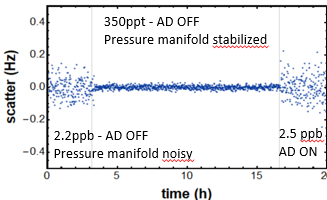 350ppt - AD OFF
Pressure manifold stabilized
0.4
0.2
0.0
-0.2
-0.4
scatter (Hz)
2.2ppb - AD OFF
Pressure manifold noisy
2.5 ppb
AD ON
0 5 10 15 20
time (h)